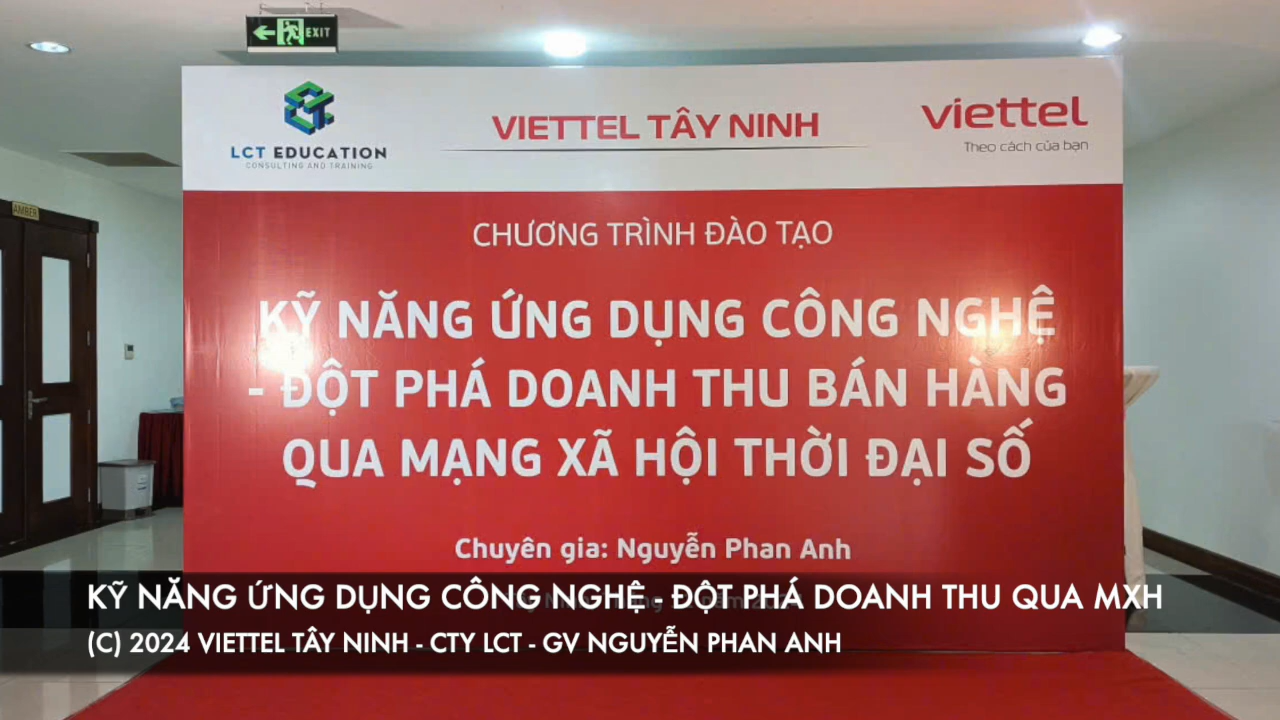 EXIT
LCT EDUCATION
CONSULTING AND TRAINING
VIETTEL TÂY NINH
viettel
Theo cách của bạn
AMBER
CHƯƠNG TRÌNH ĐÀO TẠO
KỸ NĂNG ỨNG DỤNG CÔNG NGHỆ
- ĐỘT PHÁ DOANH THU BÁN HÀNG
QUA MẠNG XÃ HỘI THỜI ĐẠI SỐ
Chuyên gia: Nguyễn Phan Anh
KỸ NĂNG ỨNG DỤNG CÔNG NGHỆ - ĐỘT PHÁ DOANH THU QUA MXH
(C) 2024 VIETTEL TÂY NINH - CTY LCT - GV NGUYỄN PHAN ANH